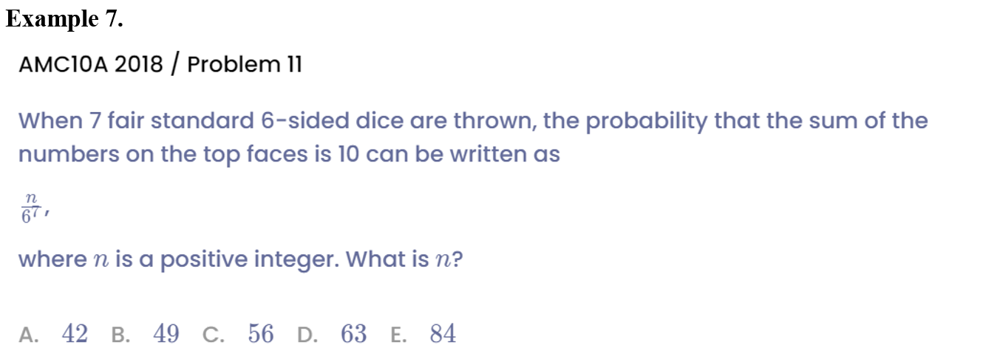 Example 7.
AMC10A 2018 / Problem 11
When 7 fair standard 6-sided dice are thrown, the probability that the sum of the
numbers on the top faces is 10 can be written as
n/6^7,
where n is a positive integer. What is n?
A. 42 B. 49 C. 56 D. 63 E. 84